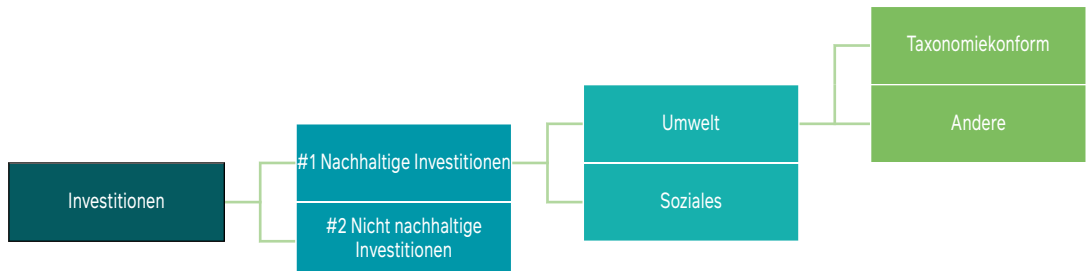 Investitionen
#1 Nachhaltige Investitionen
#2 Nicht nachhaltige
Investitionen
Umwelt
Soziales
Taxonomiekonform
Andere